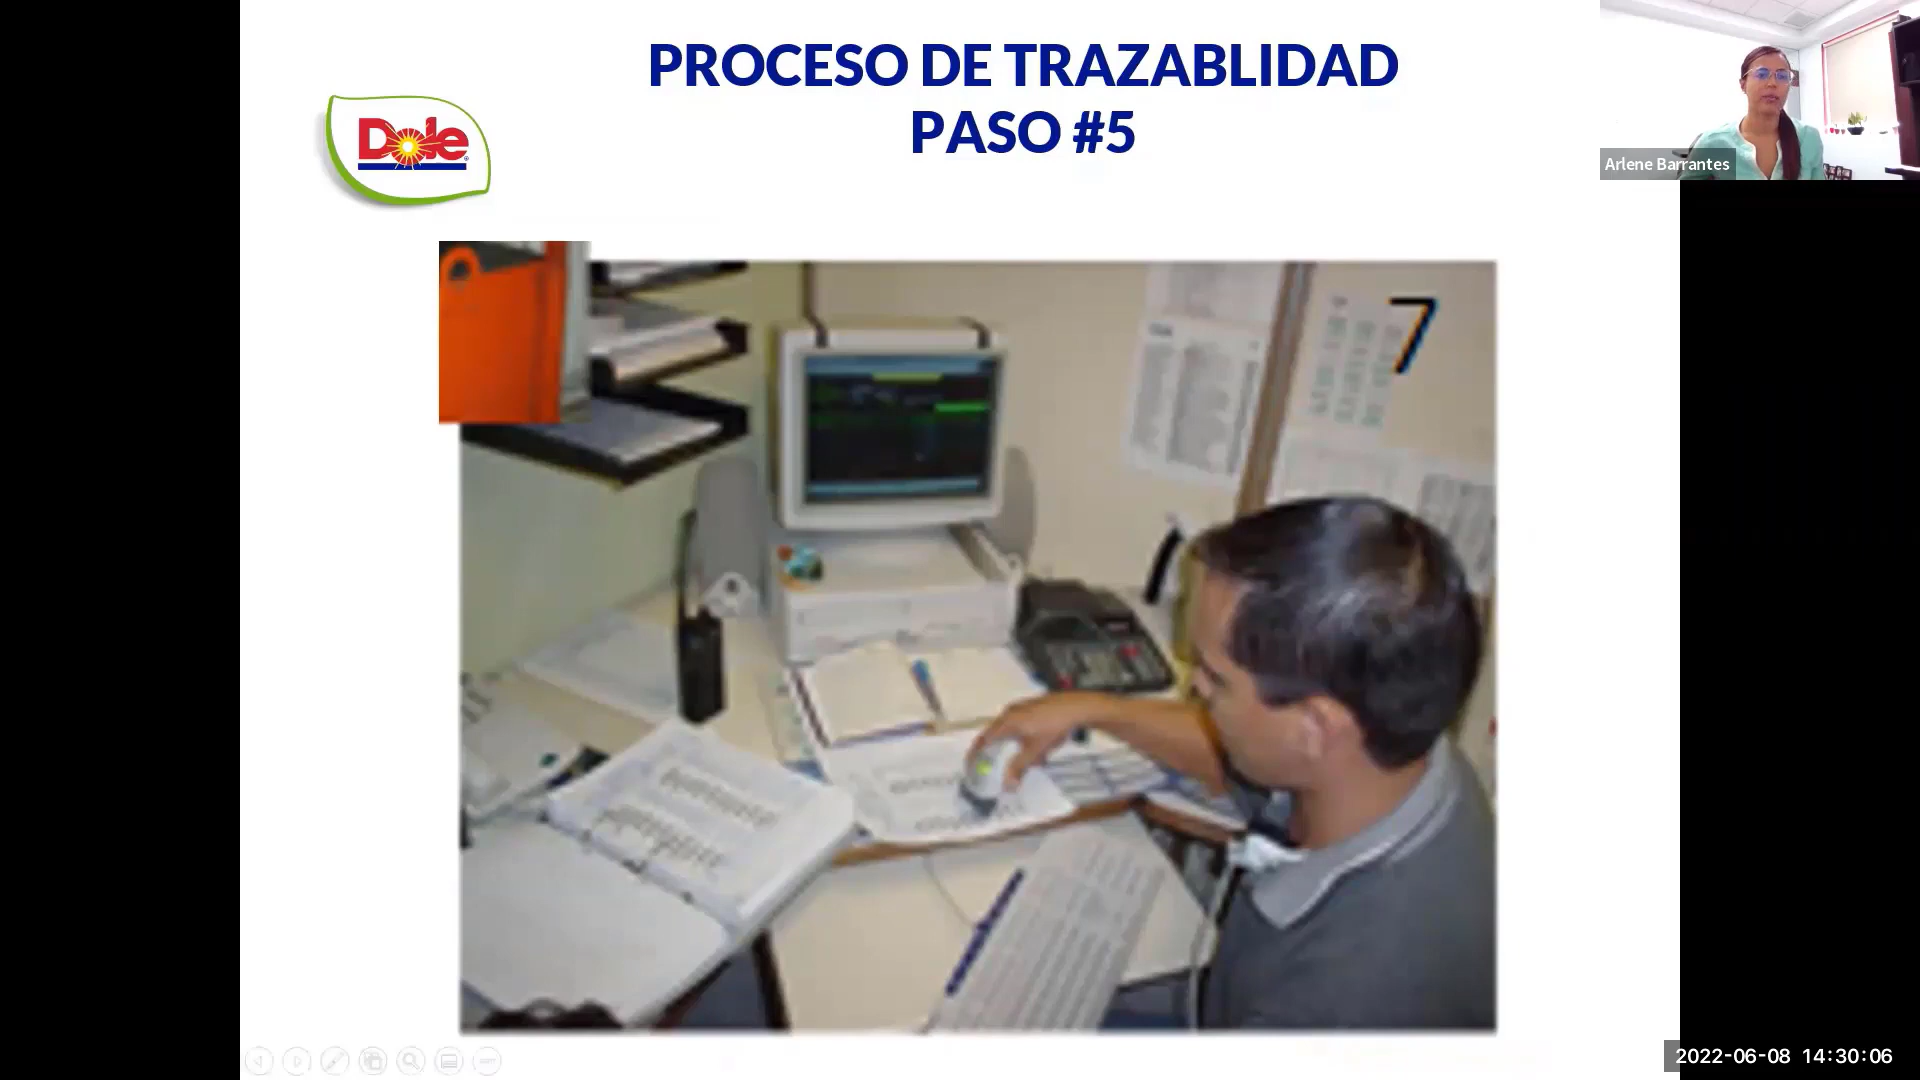 PROCESO DE TRAZABLIDAD
PASO #5
Dole
Arlene Barrantes
7
2022-06-08 14:30:06